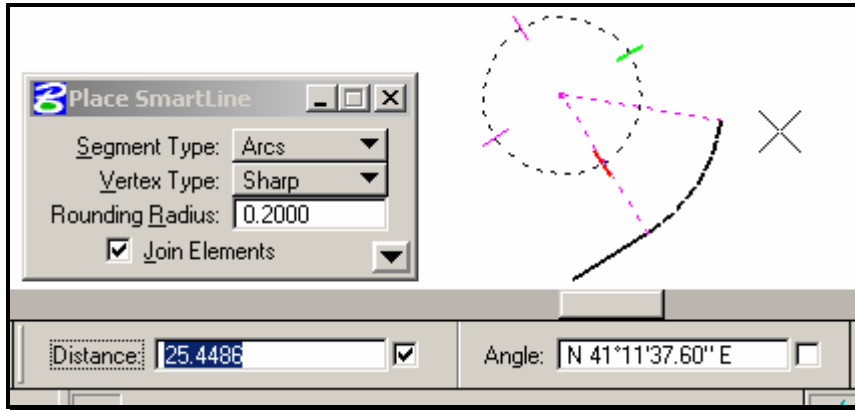 Place SmartLine
Segment Type: Arcs
Vertex Type: Sharp
Rounding Radius: 0.2000
Join Elements
Distance: 25.4486 Angle: N 41°11'37.60" E